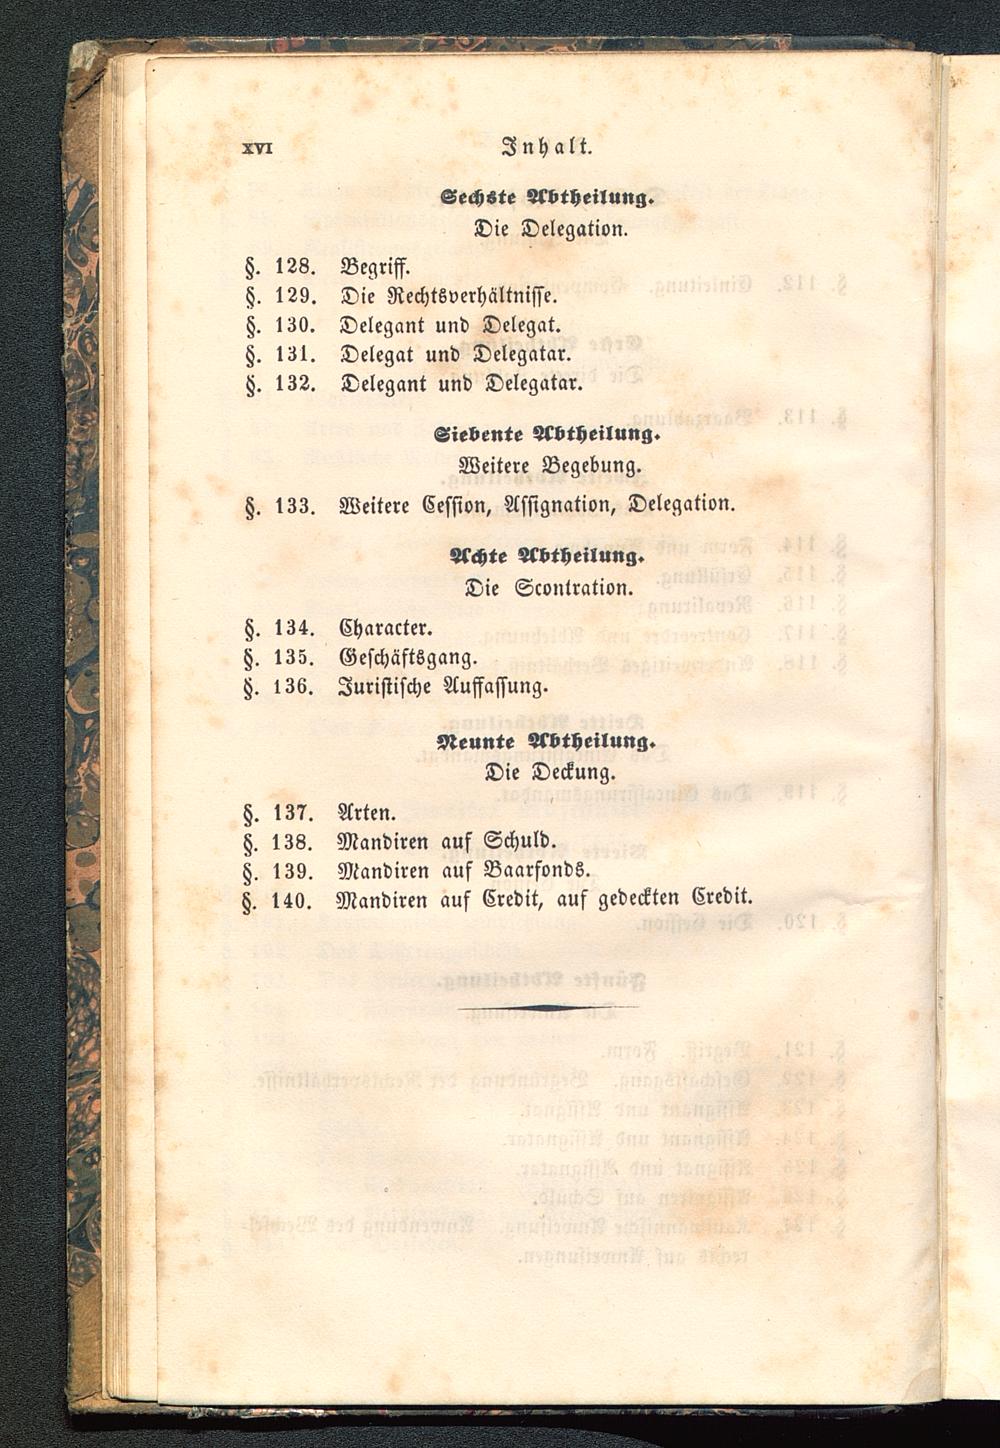 XVI Inhalt.
Sechste Abtheilung.
Die Delegation.
§. 128. Begriff.
§. 129. Die Rechtsverhältnisse.
§. 130. Delegant und Delegat.
§. 131. Delegat und Delegatar.
§. 132. Delegant und Delegatar.
Siebente Abtheilung.
Weitere Begebung.
§. 133. Weitere Cession, Assignation, Delegation.
Achte Abtheilung.
Die Scontration.
§. 134. Character.
§. 135. Geschäftsgang.
§. 136. Juristische Auffassung.
Neunte Abtheilung.
Die Deckung.
§. 137. Arten.
§. 138. Mandiren auf Schuld.
§. 139. Mandiren auf Baarfonds.
§. 140. Mandiren auf Credit, auf gedeckten Credit.